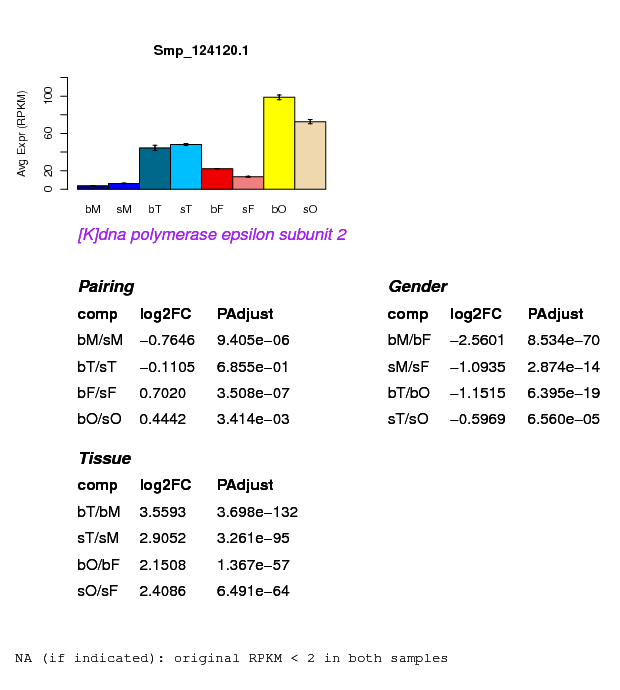 Smp_124120.1
Avg Expr (RPKM)
100
60
20
0
bM sM bT sT bF sF bO sO
[K]dna polymerase epsilon subunit 2
Pairing
comp log2FC PAdjust
bM/sM −0.7646 9.405e−06
bT/sT −0.1105 6.855e−01
bF/sF 0.7020 3.508e−07
bO/sO 0.4442 3.414e−03
Gender
comp log2FC PAdjust
bM/bF −2.5601 8.534e−70
sM/sF −1.0935 2.874e−14
bT/bO −1.1515 6.395e−19
sT/sO −0.5969 6.560e−05
Tissue
comp log2FC PAdjust
bT/bM 3.5593 3.698e−132
sT/sM 2.9052 3.261e−95
bO/bF 2.1508 1.367e−57
sO/sF 2.4086 6.491e−64
NA (if indicated): original RPKM < 2 in both samples